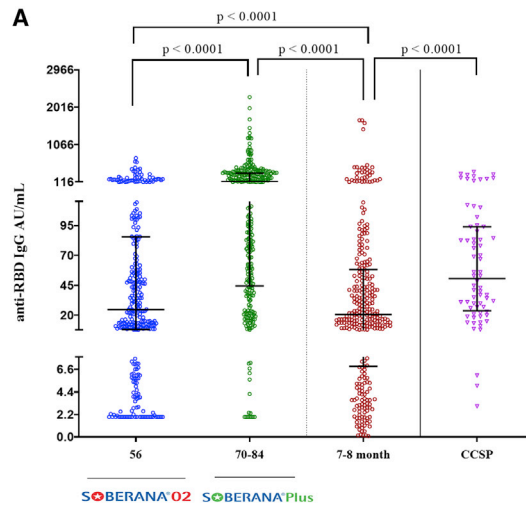 A
p < 0.0001
p < 0.0001 p < 0.0001 p < 0.0001
anti-RBD IgG AU/mL
2966
2016
1066
116
95
70
45
20
6.6
4.4
2.2
0.0
56 70-84 7-8 month CCSP
SOBERANA®02 SOBERANA®Plus